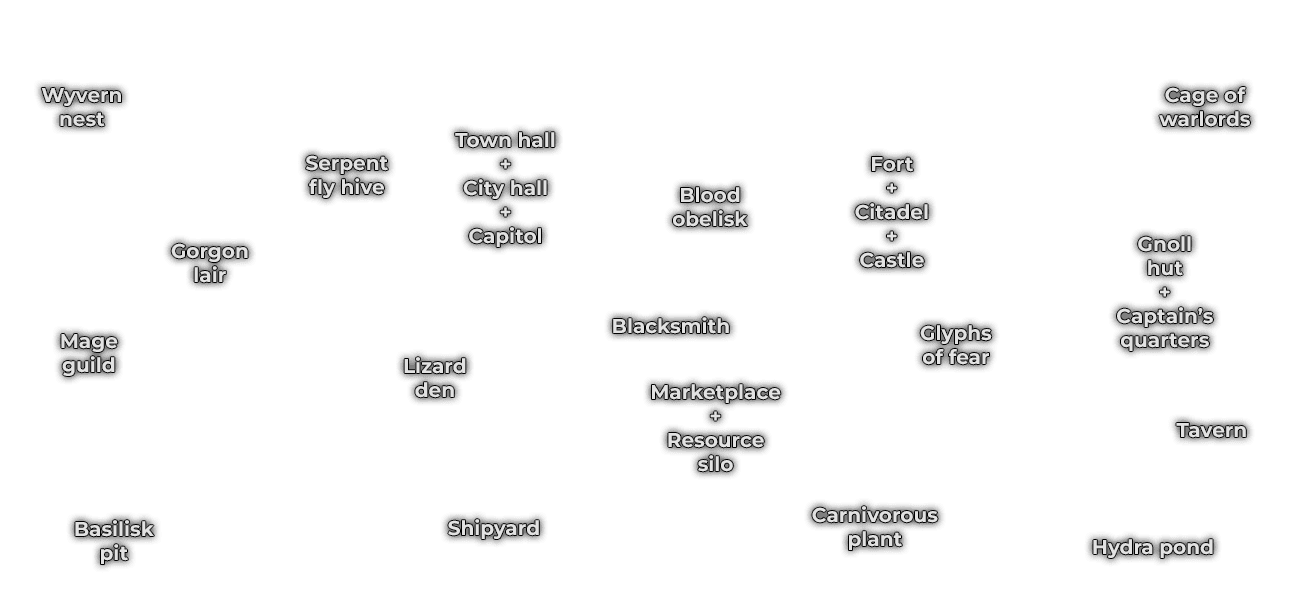 Wyvern
nest
Cage of
warlords
Town hall
+
City hall
+
Capitol
Serpent
fly hive
Fort
+
Citadel
+
Castle
Blood
obelisk
Gnoll
hut
+
Captain's
quarters
Gorgon
lair
Blacksmith
Glyphs
of fear
Mage
guild
Lizard
den
Marketplace
+
Resource
silo
Tavern
Carnivorous
plant
Basilisk
pit
Shipyard
Hydra pond